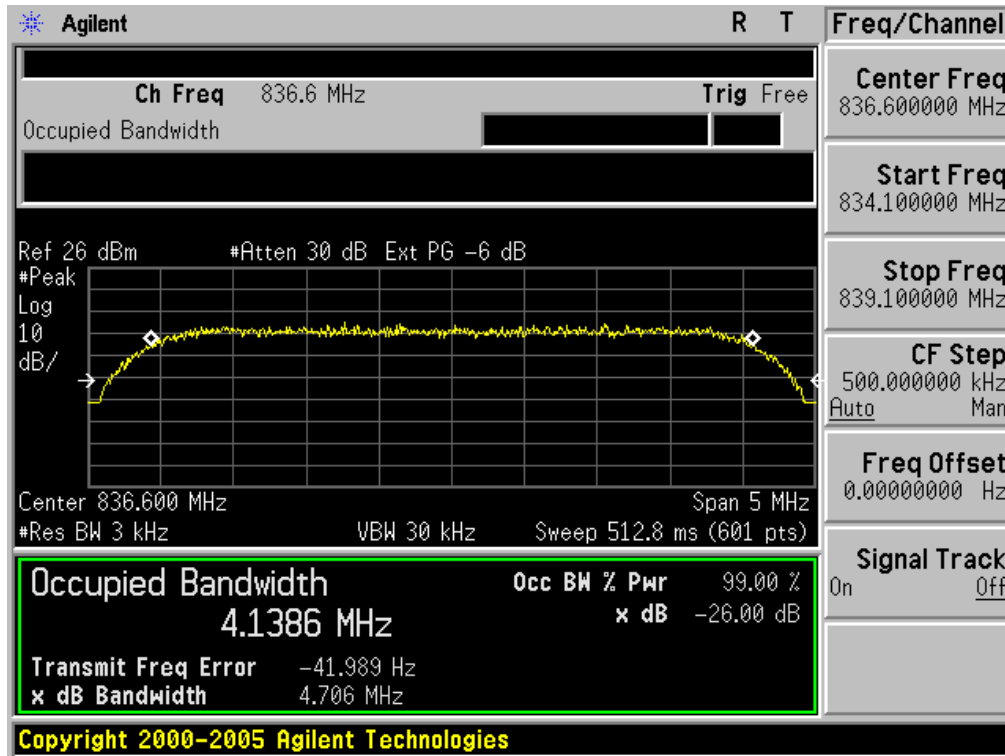 Agilent R T
Freq/Channel
Ch Freq 836.6 MHz Trig Free
Occupied Bandwidth
Center Freq
836.600000 MHz
Start Freq
834.100000 MHz
Stop Freq
839.100000 MHz
CF Step
500.000000 kHz
Auto Man
Freq Offset
0.00000000 Hz
Signal Track
On Off
Ref 26 dBm #Atten 30 dB Ext PG -6 dB
#Peak
Log
10
dB/
Center 836.600 MHz Span 5 MHz
#Res BW 3 kHz VBW 30 kHz Sweep 512.8 ms (601 pts)
Occupied Bandwidth Occ BW % Pwr 99.00 %
4.1386 MHz x dB -26.00 dB
Transmit Freq Error -41.989 Hz
x dB Bandwidth 4.706 MHz
Copyright 2000-2005 Agilent Technologies